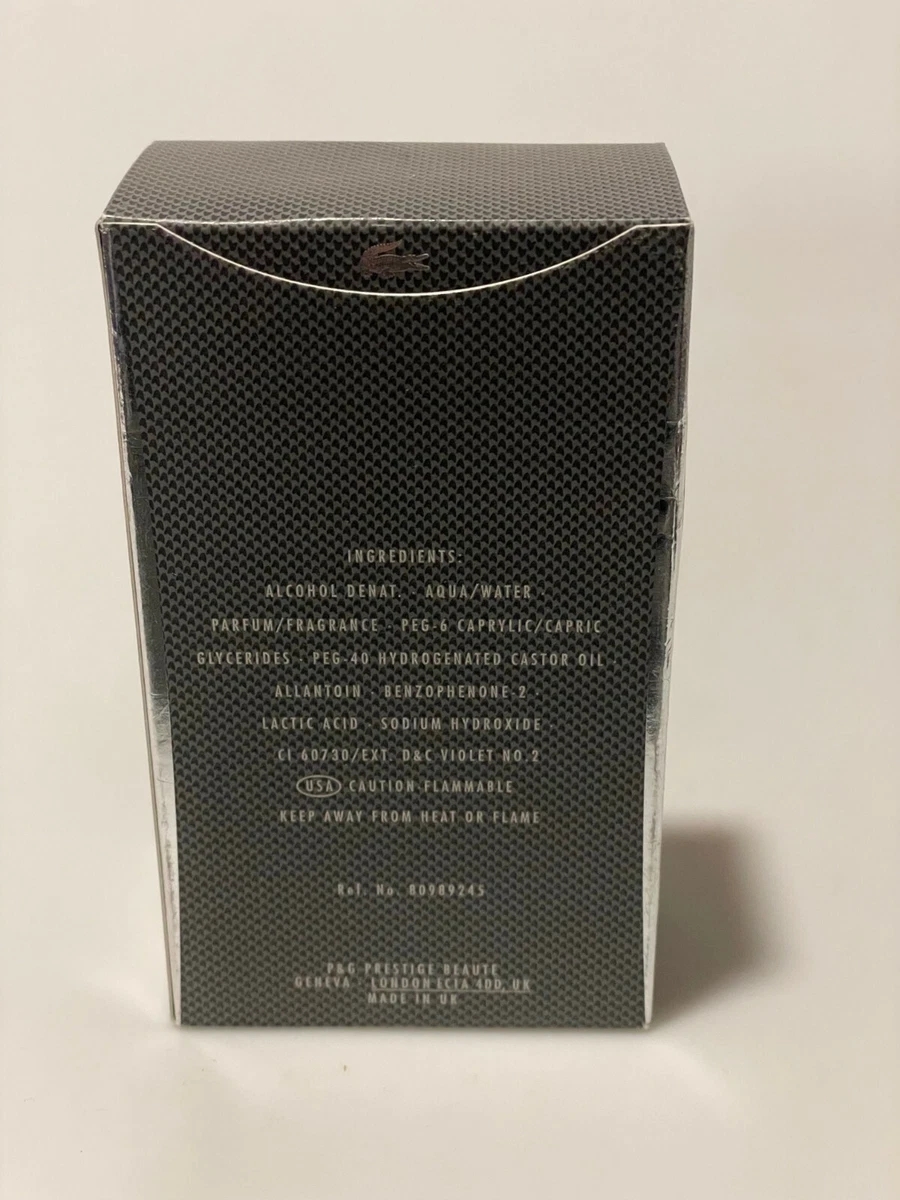 INGREDIENTS:
ALCOHOL DENAT. · AQUA/WATER ·
PARFUM/FRAGRANCE · PEG-6 CAPRYLIC/CAPRIC
GLYCERIDES · PEG-40 HYDROGENATED CASTOR OIL ·
ALLANTOIN · BENZOPHENONE-2 ·
LACTIC ACID · SODIUM HYDROXIDE ·
CI 60730/EXT. D&C VIOLET NO.2
USA CAUTION FLAMMABLE
KEEP AWAY FROM HEAT OR FLAME
Ref. No. 80989245
P&G PRESTIGE BEAUTE
GENEVA · LONDON EC1A 4DD, UK
MADE IN UK